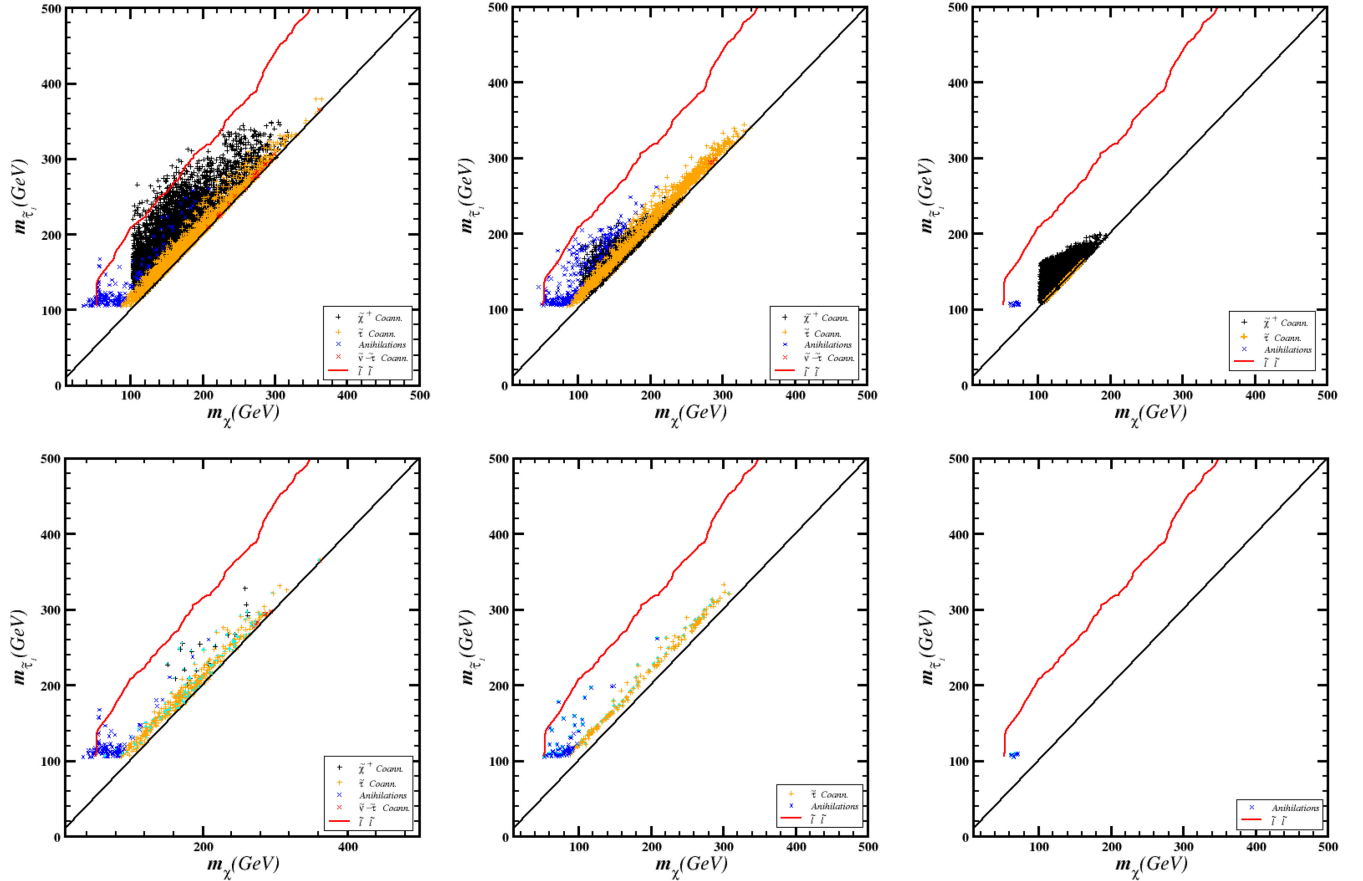 500
400
300
200
100
0
m_τ̃₁ (GeV)
100
200
300
400
500
m_χ (GeV)
χ̃⁺ Coann.
τ̃ Coann.
Anihilations
ṽ–τ̃ Coann.
l̃ l̃
500
400
300
200
100
0
m_τ̃₁ (GeV)
100
200
300
400
500
m_χ (GeV)
χ̃⁺ Coann.
τ̃ Coann.
Anihilations
ṽ–τ̃ Coann.
l̃ l̃
500
400
300
200
100
0
m_τ̃₁ (GeV)
100
200
300
400
500
m_χ (GeV)
χ̃⁺ Coann.
τ̃ Coann.
Anihilations
l̃ l̃
500
400
300
200
100
0
m_τ̃₁ (GeV)
200
400
m_χ (GeV)
χ̃⁺ Coann.
τ̃ Coann.
Anihilations
ṽ–τ̃ Coann.
l̃ l̃
500
400
300
200
100
0
m_τ̃₁ (GeV)
100
200
300
400
500
m_χ (GeV)
τ̃ Coann.
Anihilations
l̃ l̃
500
400
300
200
100
0
m_τ̃₁ (GeV)
100
200
300
400
500
m_χ (GeV)
Anihilations
l̃ l̃